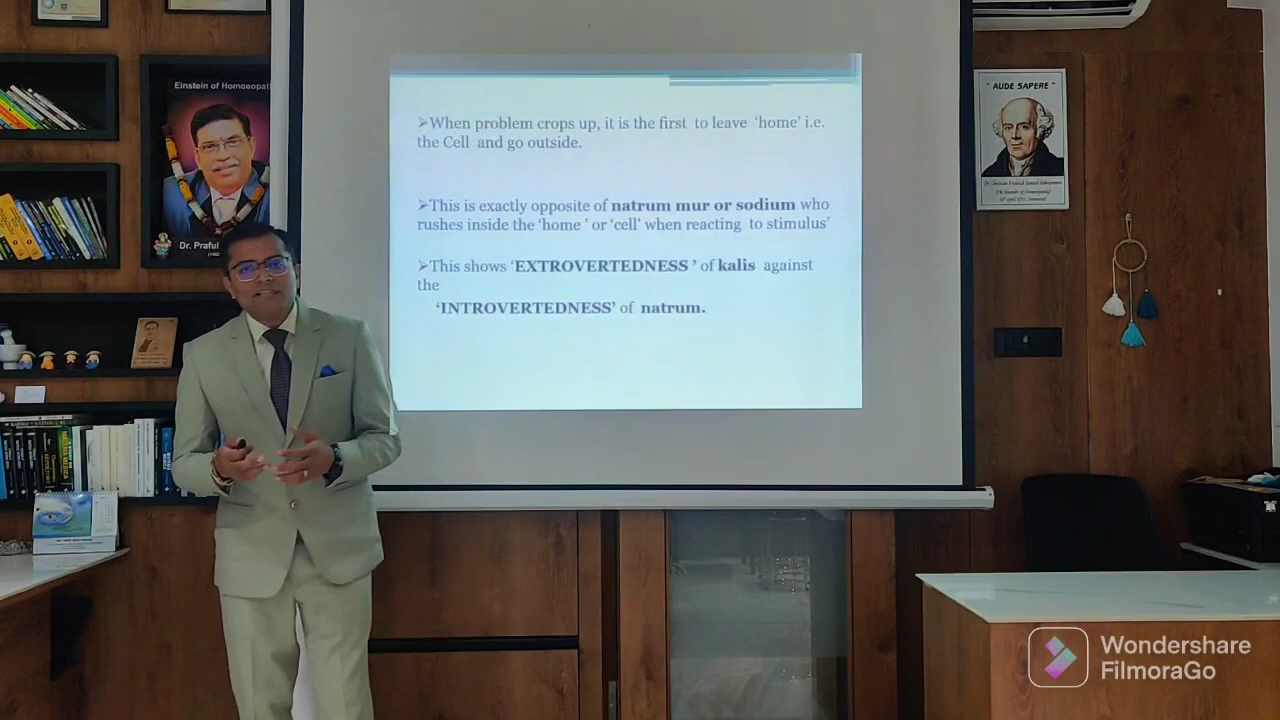 Einstein of Homoeopat
Dr. Praful
" AUDE SAPERE "
➢When problem crops up, it is the first to leave ‘home’ i.e.
the Cell and go outside.
➢This is exactly opposite of natrum mur or sodium who
rushes inside the ‘home ’ or ‘cell’ when reacting to stimulus’
➢This shows ‘EXTROVERTEDNESS ’ of kalis against
the
‘INTROVERTEDNESS’ of natrum.
Wondershare
FilmoraGo